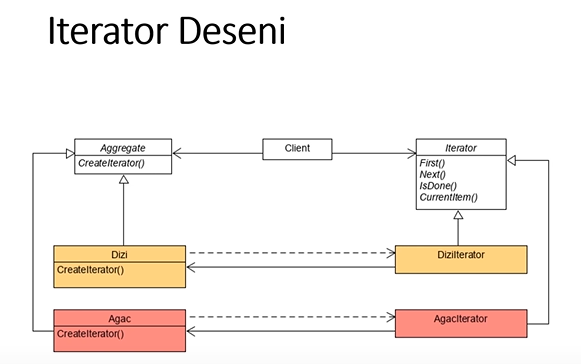 Iterator Deseni
Aggregate
CreateIterator()
Client
Iterator
First()
Next()
IsDone()
CurrentItem()
Dizi
CreateIterator()
DiziIterator
Agac
CreateIterator()
AgacIterator